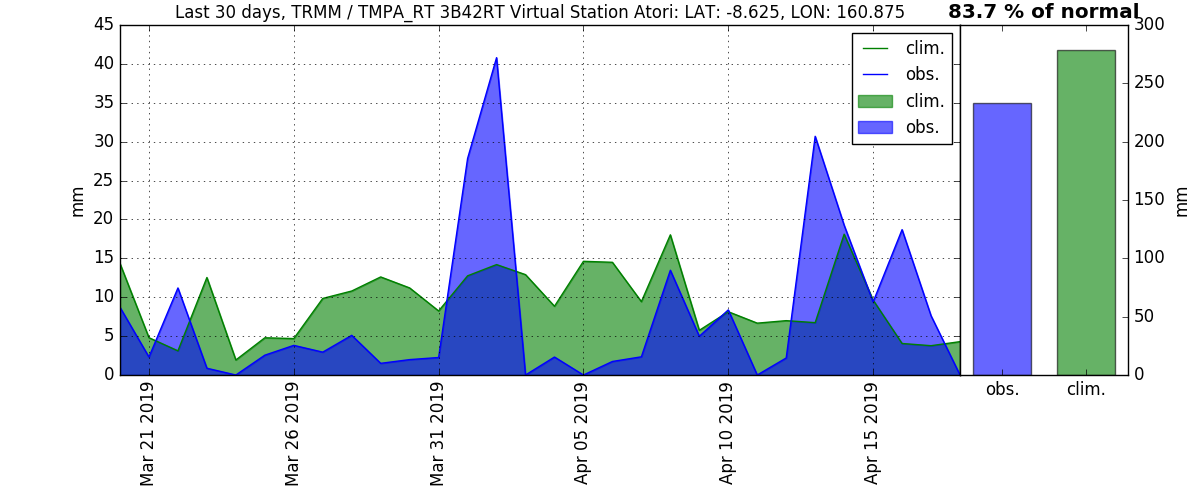 Last 30 days, TRMM / TMPA_RT 3B42RT Virtual Station Atori: LAT: -8.625, LON: 160.875
83.7 % of normal
45
40
35
30
25
20
15
10
5
0
mm
clim.
obs.
clim.
obs.
Mar 21 2019
Mar 26 2019
Mar 31 2019
Apr 05 2019
Apr 10 2019
Apr 15 2019
300
250
200
150
100
50
0
mm
obs.
clim.